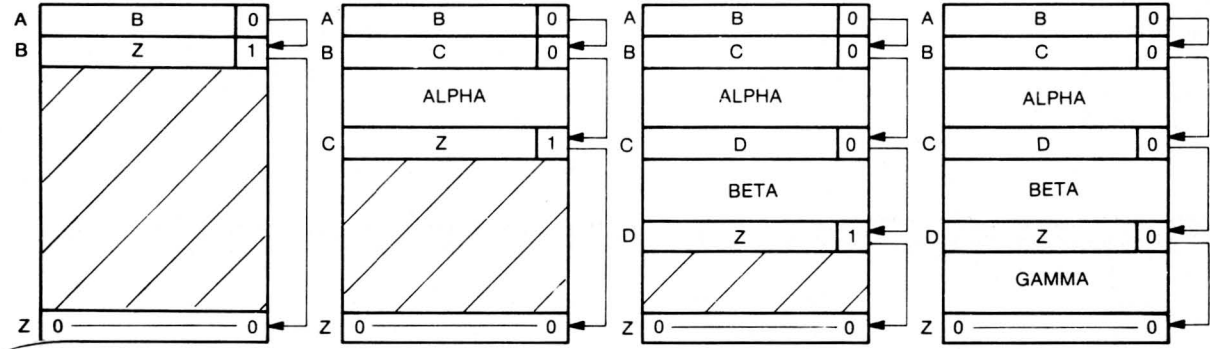 A B 0
B Z 1
Z 0 0
A B 0
B C 0
ALPHA
C Z 1
Z 0 0
A B 0
B C 0
ALPHA
C D 0
BETA
D Z 1
Z 0 0
A B 0
B C 0
ALPHA
C D 0
BETA
D Z 0
GAMMA
Z 0 0